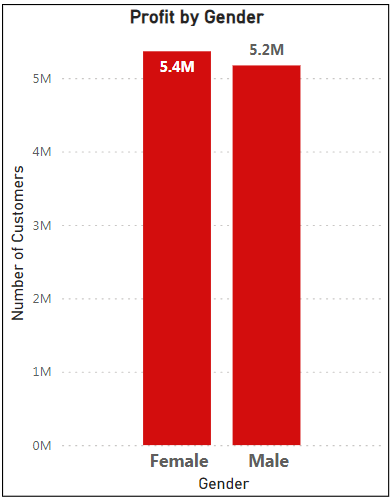 Profit by Gender
5.2M
5.4M
5M
4M
3M
2M
1M
0M
Number of Customers
Female Male
Gender